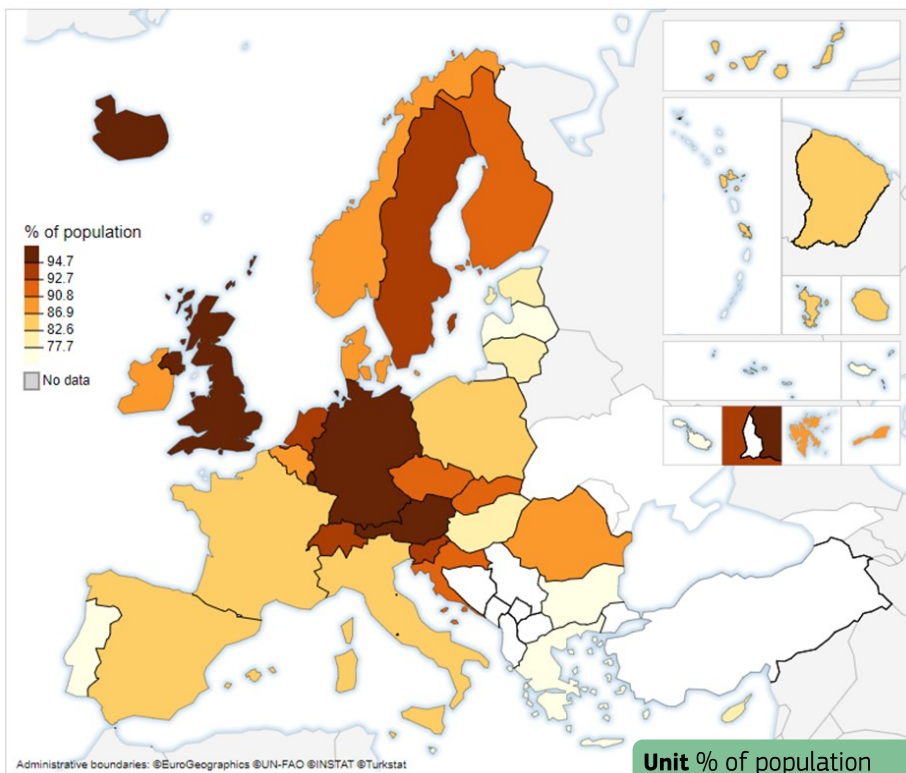 % of population
94.7
92.7
90.8
86.9
82.6
77.7
No data
Administrative boundaries: ©EuroGeographics ©UN-FAO ©INSTAT ©Turkstat
Unit % of population